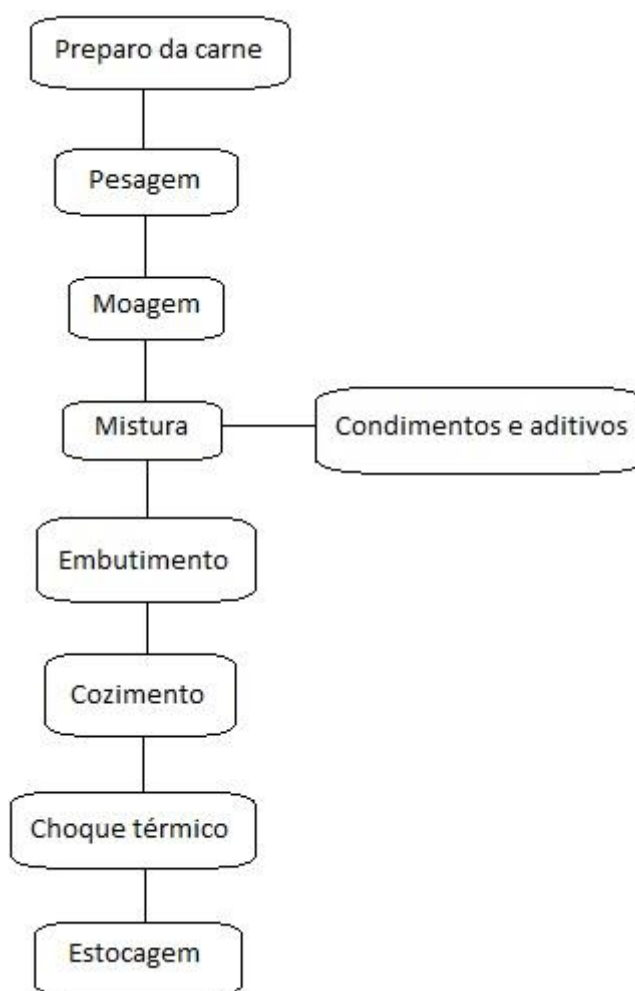 Preparo da carne
Pesagem
Moagem
Mistura
Condimentos e aditivos
Embutimento
Cozimento
Choque térmico
Estocagem